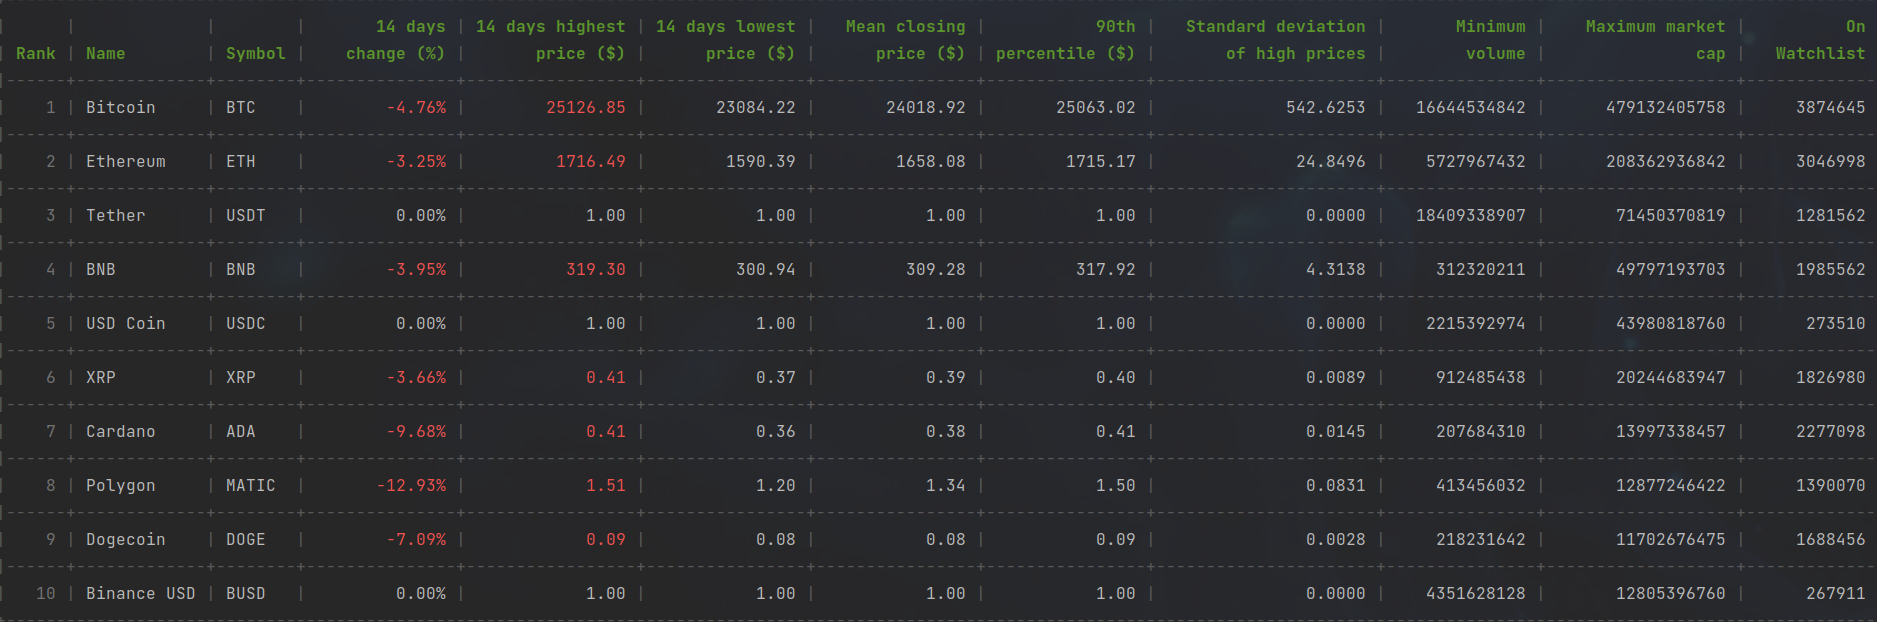 14 days | 14 days highest | 14 days lowest | Mean closing | 90th | Standard deviation | Minimum | Maximum market | On
Rank | Name | Symbol | change (%) | price ($) | price ($) | price ($) | percentile ($) | of high prices | volume | cap | Watchlist
1 | Bitcoin | BTC | -4.76% | 25126.85 | 23084.22 | 24018.92 | 25063.02 | 542.6253 | 16644534842 | 479132405758 | 3874645
2 | Ethereum | ETH | -3.25% | 1716.49 | 1590.39 | 1658.08 | 1715.17 | 24.8496 | 5727967432 | 208362936842 | 3046998
3 | Tether | USDT | 0.00% | 1.00 | 1.00 | 1.00 | 1.00 | 0.0000 | 18409338907 | 71450370819 | 1281562
4 | BNB | BNB | -3.95% | 319.30 | 300.94 | 309.28 | 317.92 | 4.3138 | 312320211 | 49797193703 | 1985562
5 | USD Coin | USDC | 0.00% | 1.00 | 1.00 | 1.00 | 1.00 | 0.0000 | 2215392974 | 43980818760 | 273510
6 | XRP | XRP | -3.66% | 0.41 | 0.37 | 0.39 | 0.40 | 0.0089 | 912485438 | 20244683947 | 1826980
7 | Cardano | ADA | -9.68% | 0.41 | 0.36 | 0.38 | 0.41 | 0.0145 | 207684310 | 13997338457 | 2277098
8 | Polygon | MATIC | -12.93% | 1.51 | 1.20 | 1.34 | 1.50 | 0.0831 | 413456032 | 12877246422 | 1390070
9 | Dogecoin | DOGE | -7.09% | 0.09 | 0.08 | 0.08 | 0.09 | 0.0028 | 218231642 | 11702676475 | 1688456
10 | Binance USD | BUSD | 0.00% | 1.00 | 1.00 | 1.00 | 1.00 | 0.0000 | 4351628128 | 12805396760 | 267911